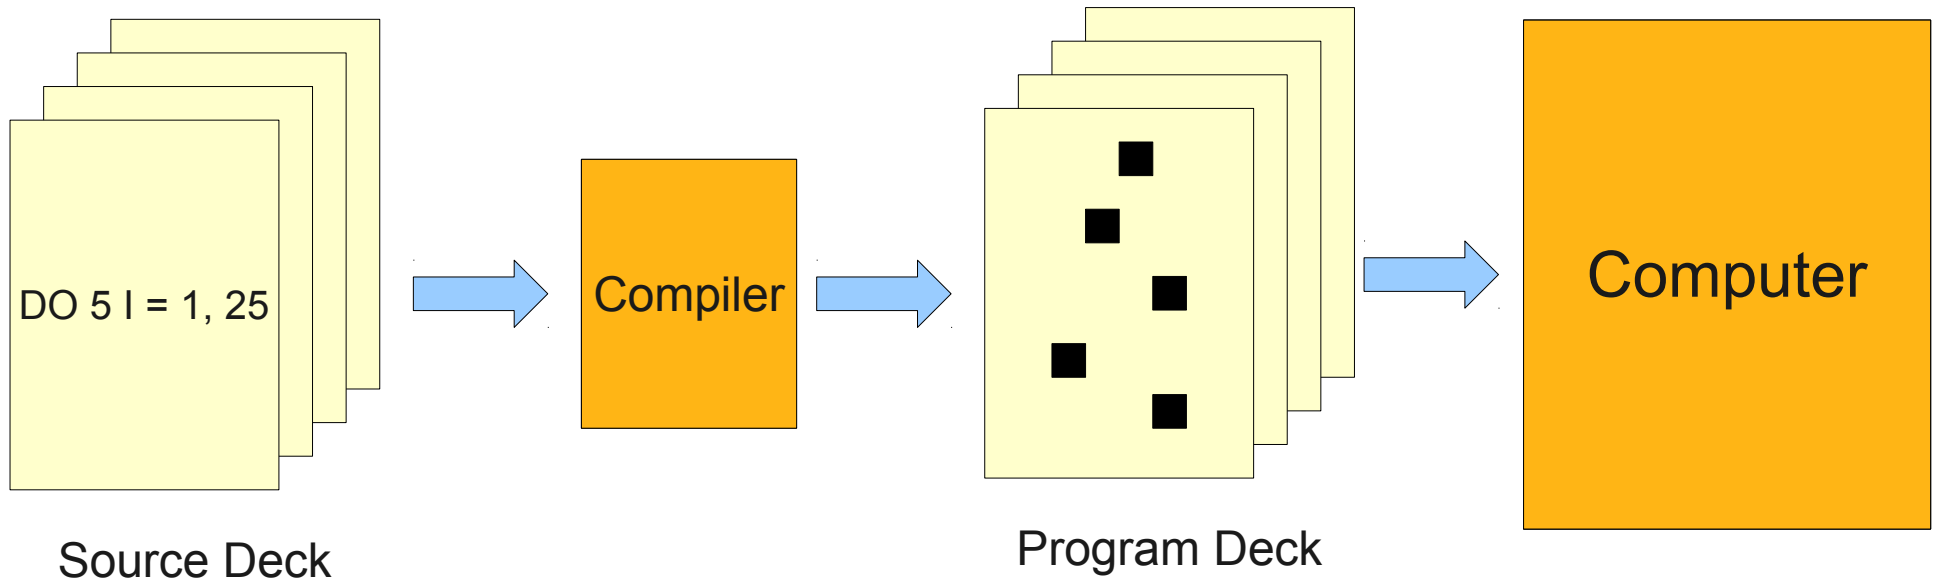 DO 5 I = 1, 25
Source Deck
Compiler
Program Deck
Computer